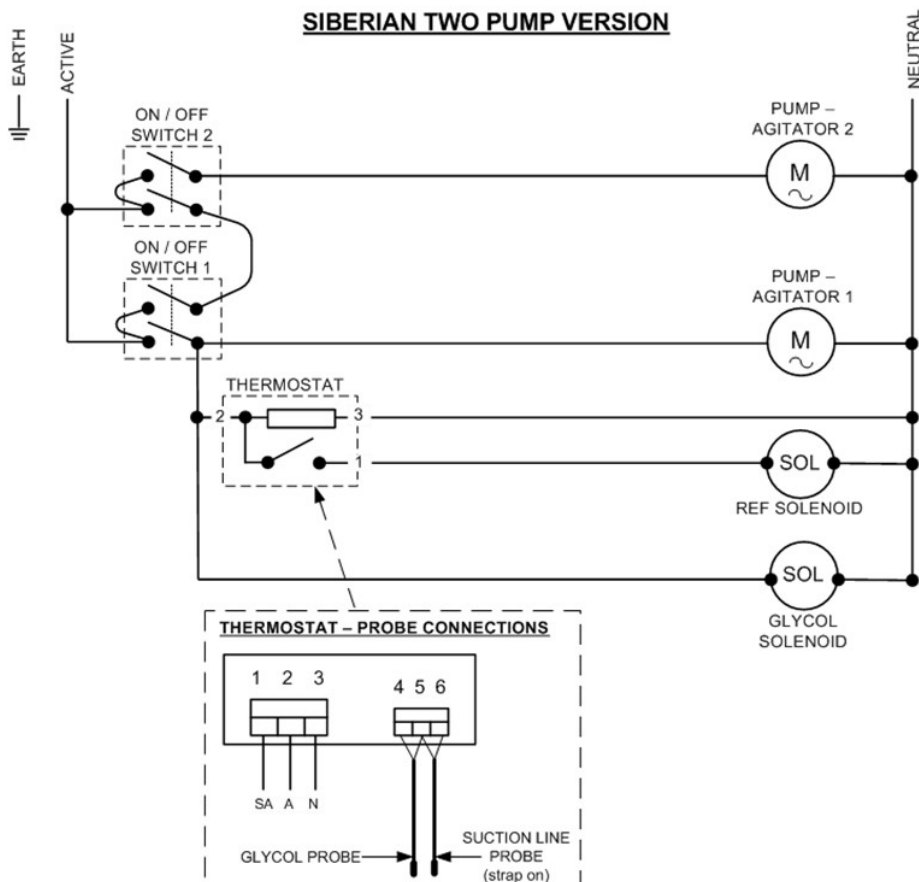 SIBERIAN TWO PUMP VERSION
EARTH
ACTIVE
NEUTRAL
ON / OFF
SWITCH 2
PUMP –
AGITATOR 2
M
ON / OFF
SWITCH 1
PUMP –
AGITATOR 1
M
THERMOSTAT
2
3
1
SOL
REF SOLENOID
SOL
GLYCOL
SOLENOID
THERMOSTAT – PROBE CONNECTIONS
1 2 3
4 5 6
SA A N
GLYCOL PROBE
SUCTION LINE
PROBE
(strap on)